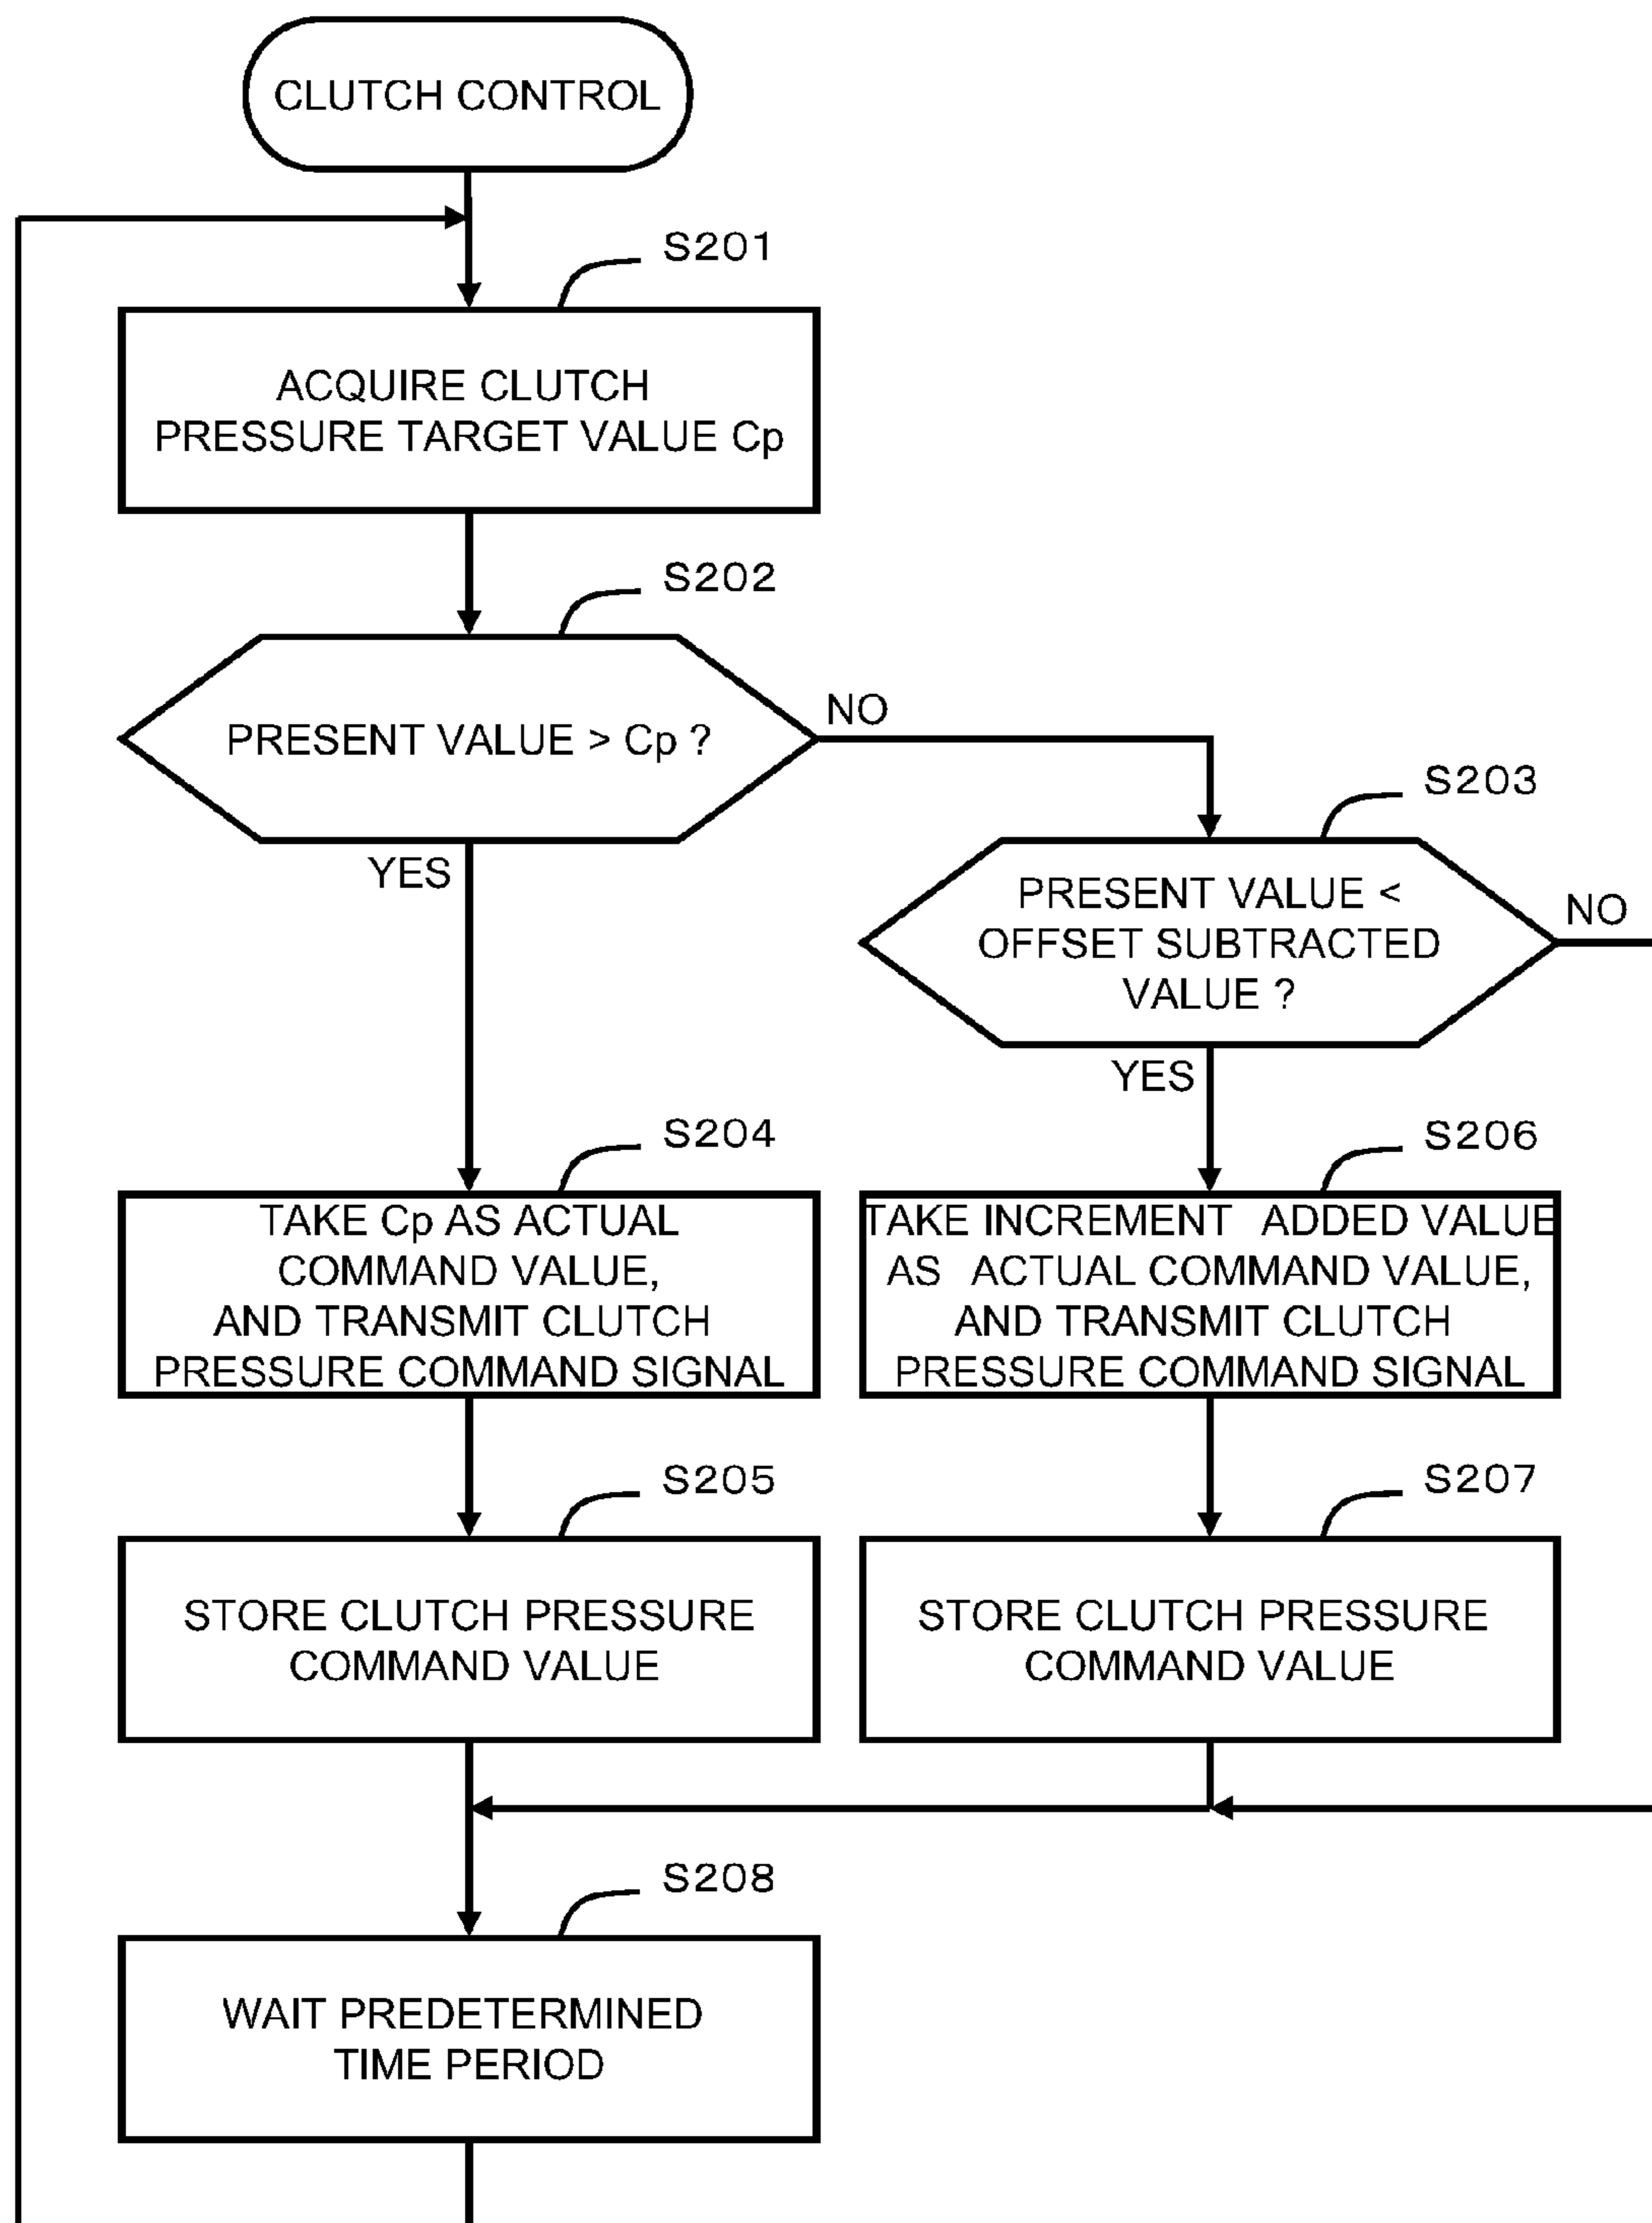 CLUTCH CONTROL
S201
ACQUIRE CLUTCH
PRESSURE TARGET VALUE Cp
S202
PRESENT VALUE > Cp ?
NO
YES
S203
PRESENT VALUE <
OFFSET SUBTRACTED
VALUE ?
NO
YES
S204
TAKE Cp AS ACTUAL
COMMAND VALUE,
AND TRANSMIT CLUTCH
PRESSURE COMMAND SIGNAL
S206
TAKE INCREMENT ADDED VALUE
AS ACTUAL COMMAND VALUE,
AND TRANSMIT CLUTCH
PRESSURE COMMAND SIGNAL
S205
STORE CLUTCH PRESSURE
COMMAND VALUE
S207
STORE CLUTCH PRESSURE
COMMAND VALUE
S208
WAIT PREDETERMINED
TIME PERIOD